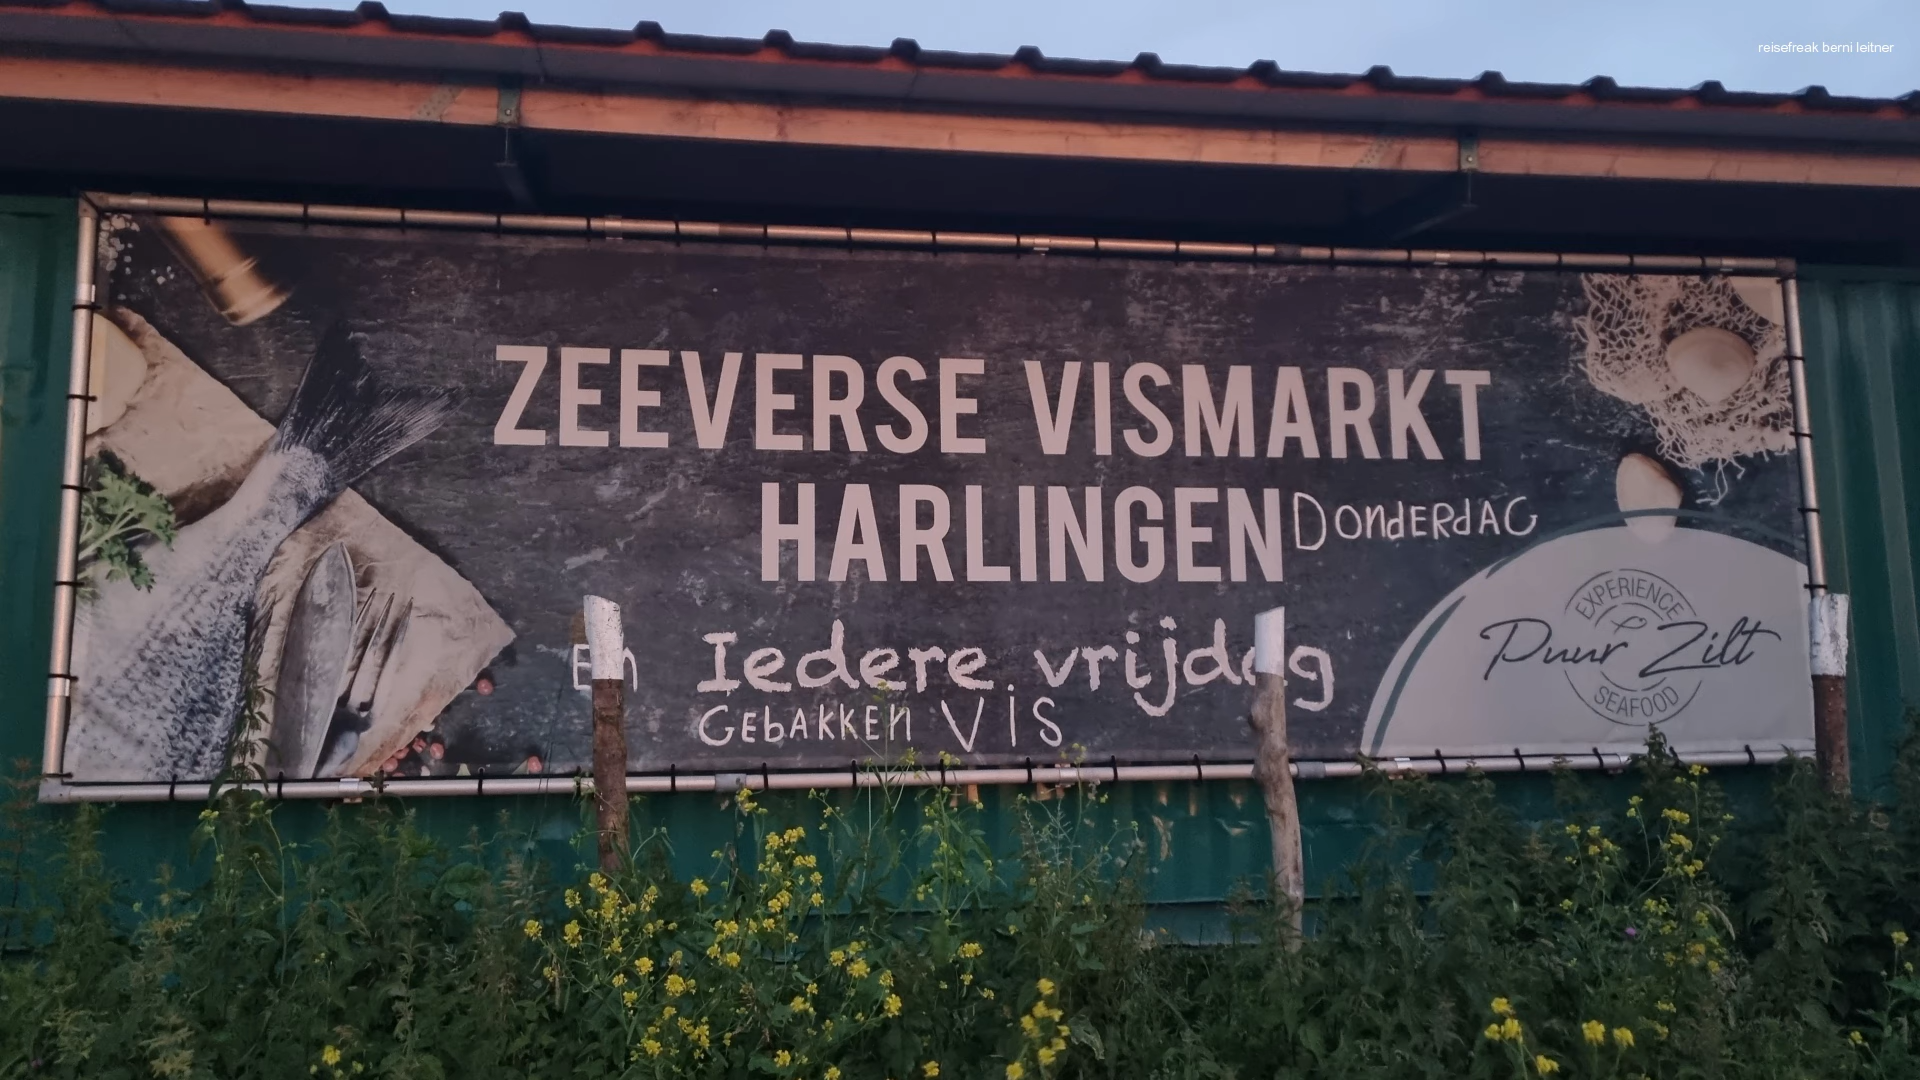 reisefreak berni leitner
ZEEVERSE VISMARKT
HARLINGEN DONDERDAG
En Iedere vrijdag
GEBAKKEN VIS
EXPERIENCE
Puur Zilt
SEAFOOD